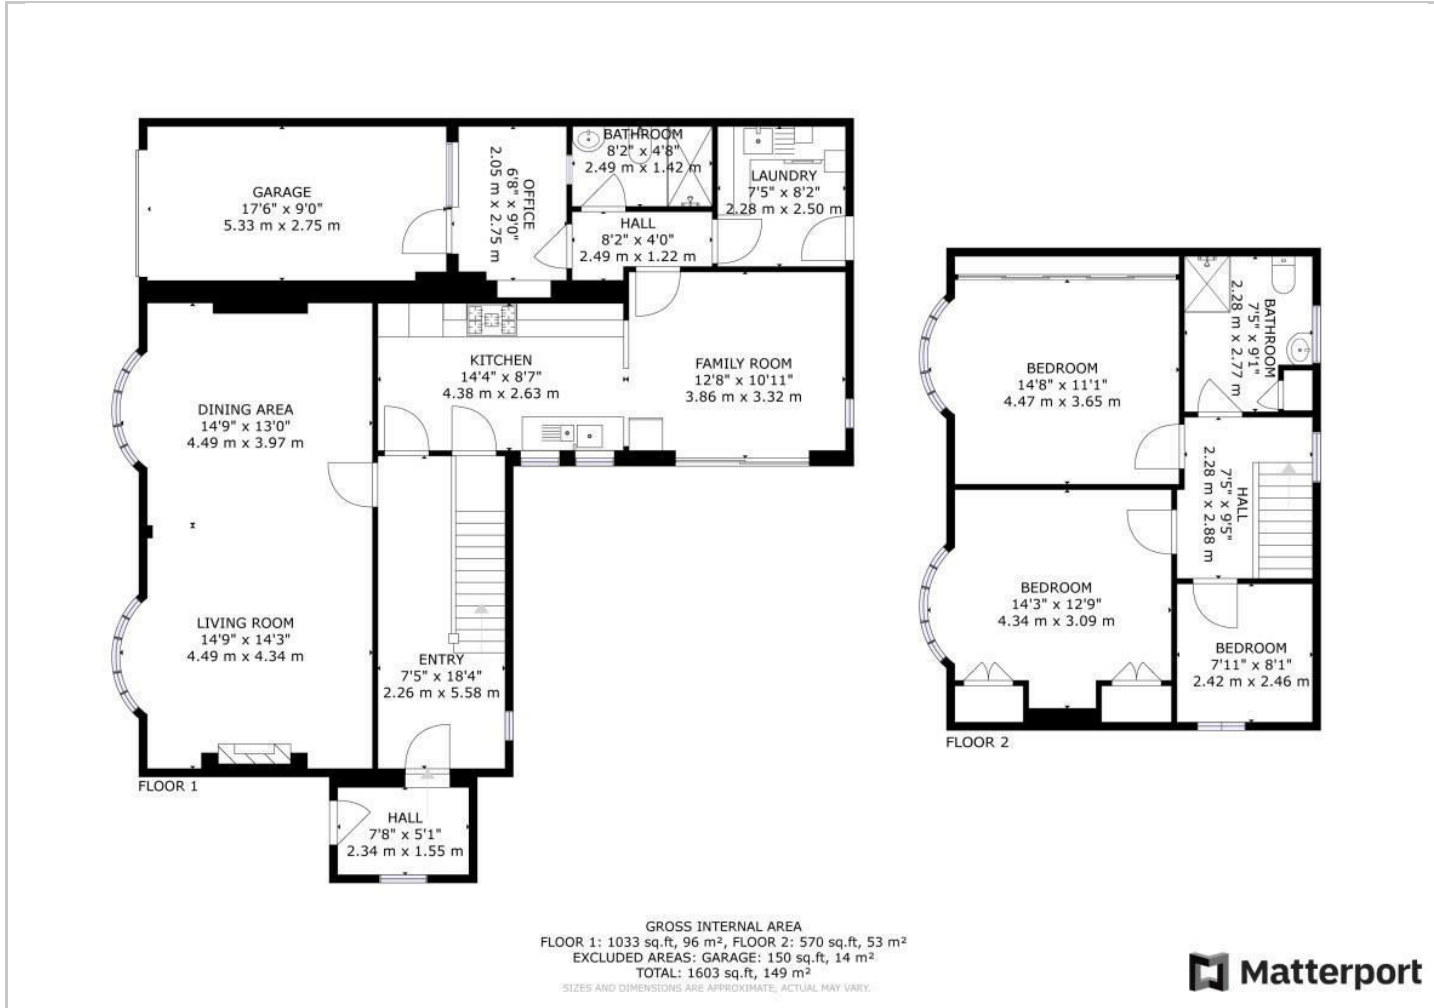 GARAGE
17'6" x 9'0"
5.33 m x 2.75 m
OFFICE
6'8" x 9'0"
2.05 m x 2.75 m
BATHROOM
8'2" x 4'8"
2.49 m x 1.42 m
LAUNDRY
7'5" x 8'2"
2.28 m x 2.50 m
HALL
8'2" x 4'0"
2.49 m x 1.22 m
KITCHEN
14'4" x 8'7"
4.38 m x 2.63 m
FAMILY ROOM
12'8" x 10'11"
3.86 m x 3.32 m
DINING AREA
14'9" x 13'0"
4.49 m x 3.97 m
LIVING ROOM
14'9" x 14'3"
4.49 m x 4.34 m
ENTRY
7'5" x 18'4"
2.26 m x 5.58 m
FLOOR 1
HALL
7'8" x 5'1"
2.34 m x 1.55 m
BEDROOM
14'8" x 11'1"
4.47 m x 3.65 m
BATHROOM
7'5" x 9'1"
2.28 m x 2.77 m
HALL
7'5" x 9'5"
2.28 m x 2.88 m
BEDROOM
14'3" x 12'9"
4.34 m x 3.09 m
BEDROOM
7'11" x 8'1"
2.42 m x 2.46 m
FLOOR 2
GROSS INTERNAL AREA
FLOOR 1: 1033 sq.ft, 96 m², FLOOR 2: 570 sq.ft, 53 m²
EXCLUDED AREAS: GARAGE: 150 sq.ft, 14 m²
TOTAL: 1603 sq.ft, 149 m²
SIZES AND DIMENSIONS ARE APPROXIMATE, ACTUAL MAY VARY.
Matterport